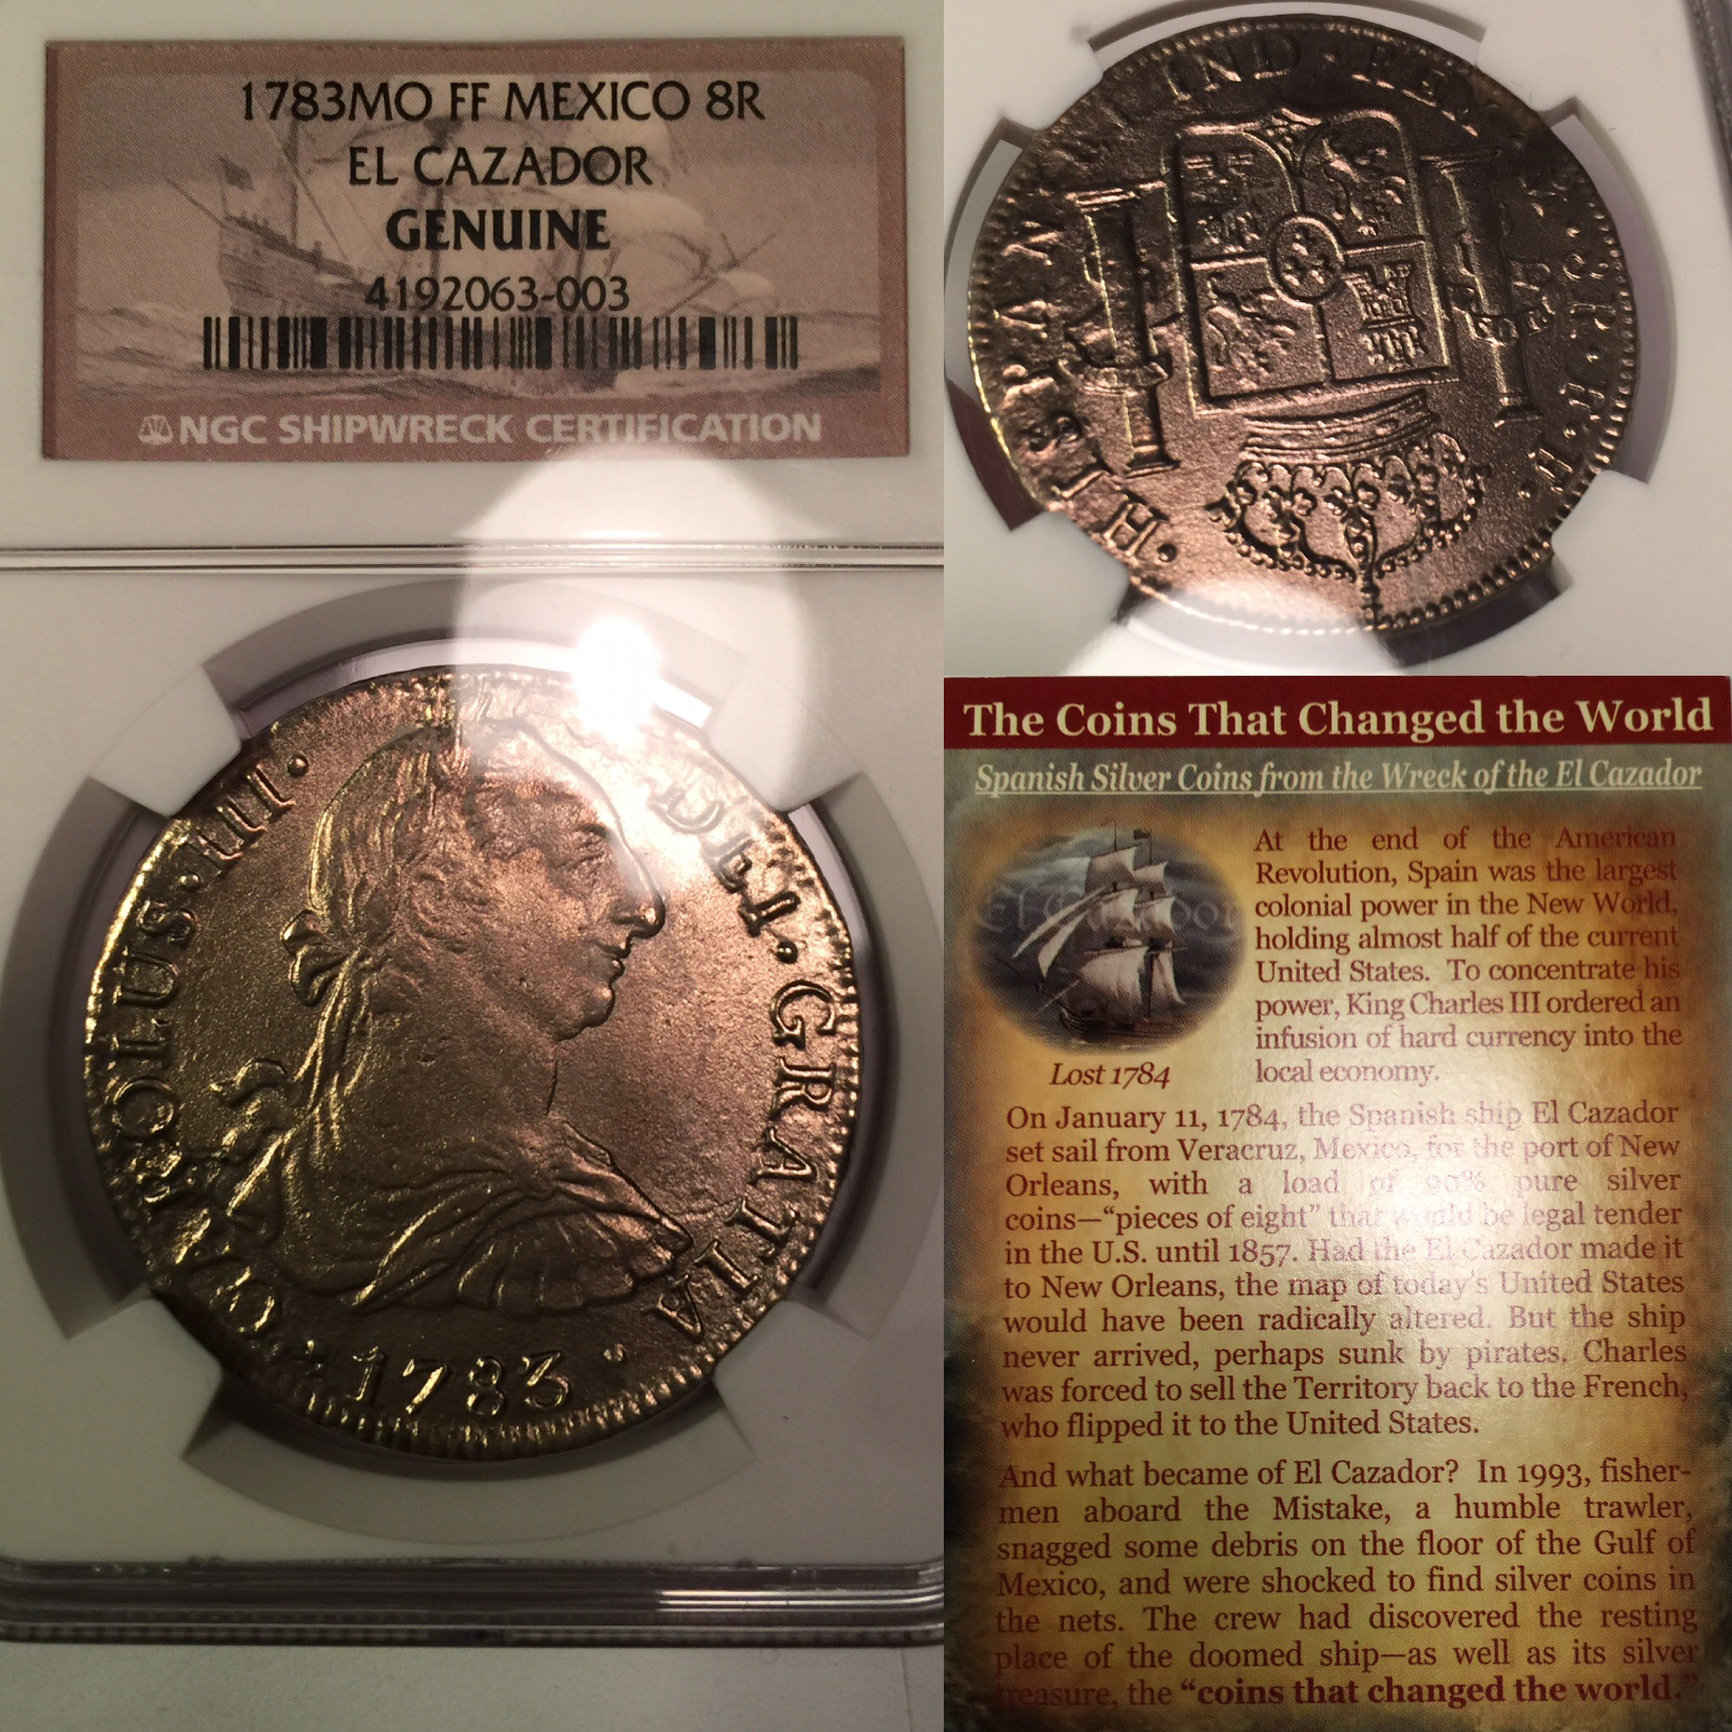 1783MO FF MEXICO 8R
EL CAZADOR
GENUINE
4192063-003
NGC SHIPWRECK CERTIFICATION
CAROLUS·III· DEI·GRATIA
·1783·
·HISPAN·ET IND·REX· 8R·F·F·
The Coins That Changed the World
Spanish Silver Coins from the Wreck of the El Cazador
At the end of the American
Revolution, Spain was the largest
colonial power in the New World,
holding almost half of the current
United States. To concentrate his
power, King Charles III ordered an
infusion of hard currency into the
local economy.
El Cazador
Lost 1784
On January 11, 1784, the Spanish ship El Cazador
set sail from Veracruz, Mexico, for the port of New
Orleans, with a load of 90% pure silver
coins—“pieces of eight” that would be legal tender
in the U.S. until 1857. Had the El Cazador made it
to New Orleans, the map of today’s United States
would have been radically altered. But the ship
never arrived, perhaps sunk by pirates. Charles
was forced to sell the Territory back to the French,
who flipped it to the United States.
And what became of El Cazador? In 1993, fisher-
men aboard the Mistake, a humble trawler,
snagged some debris on the floor of the Gulf of
Mexico, and were shocked to find silver coins in
the nets. The crew had discovered the resting
place of the doomed ship—as well as its silver
treasure, the “coins that changed the world.”